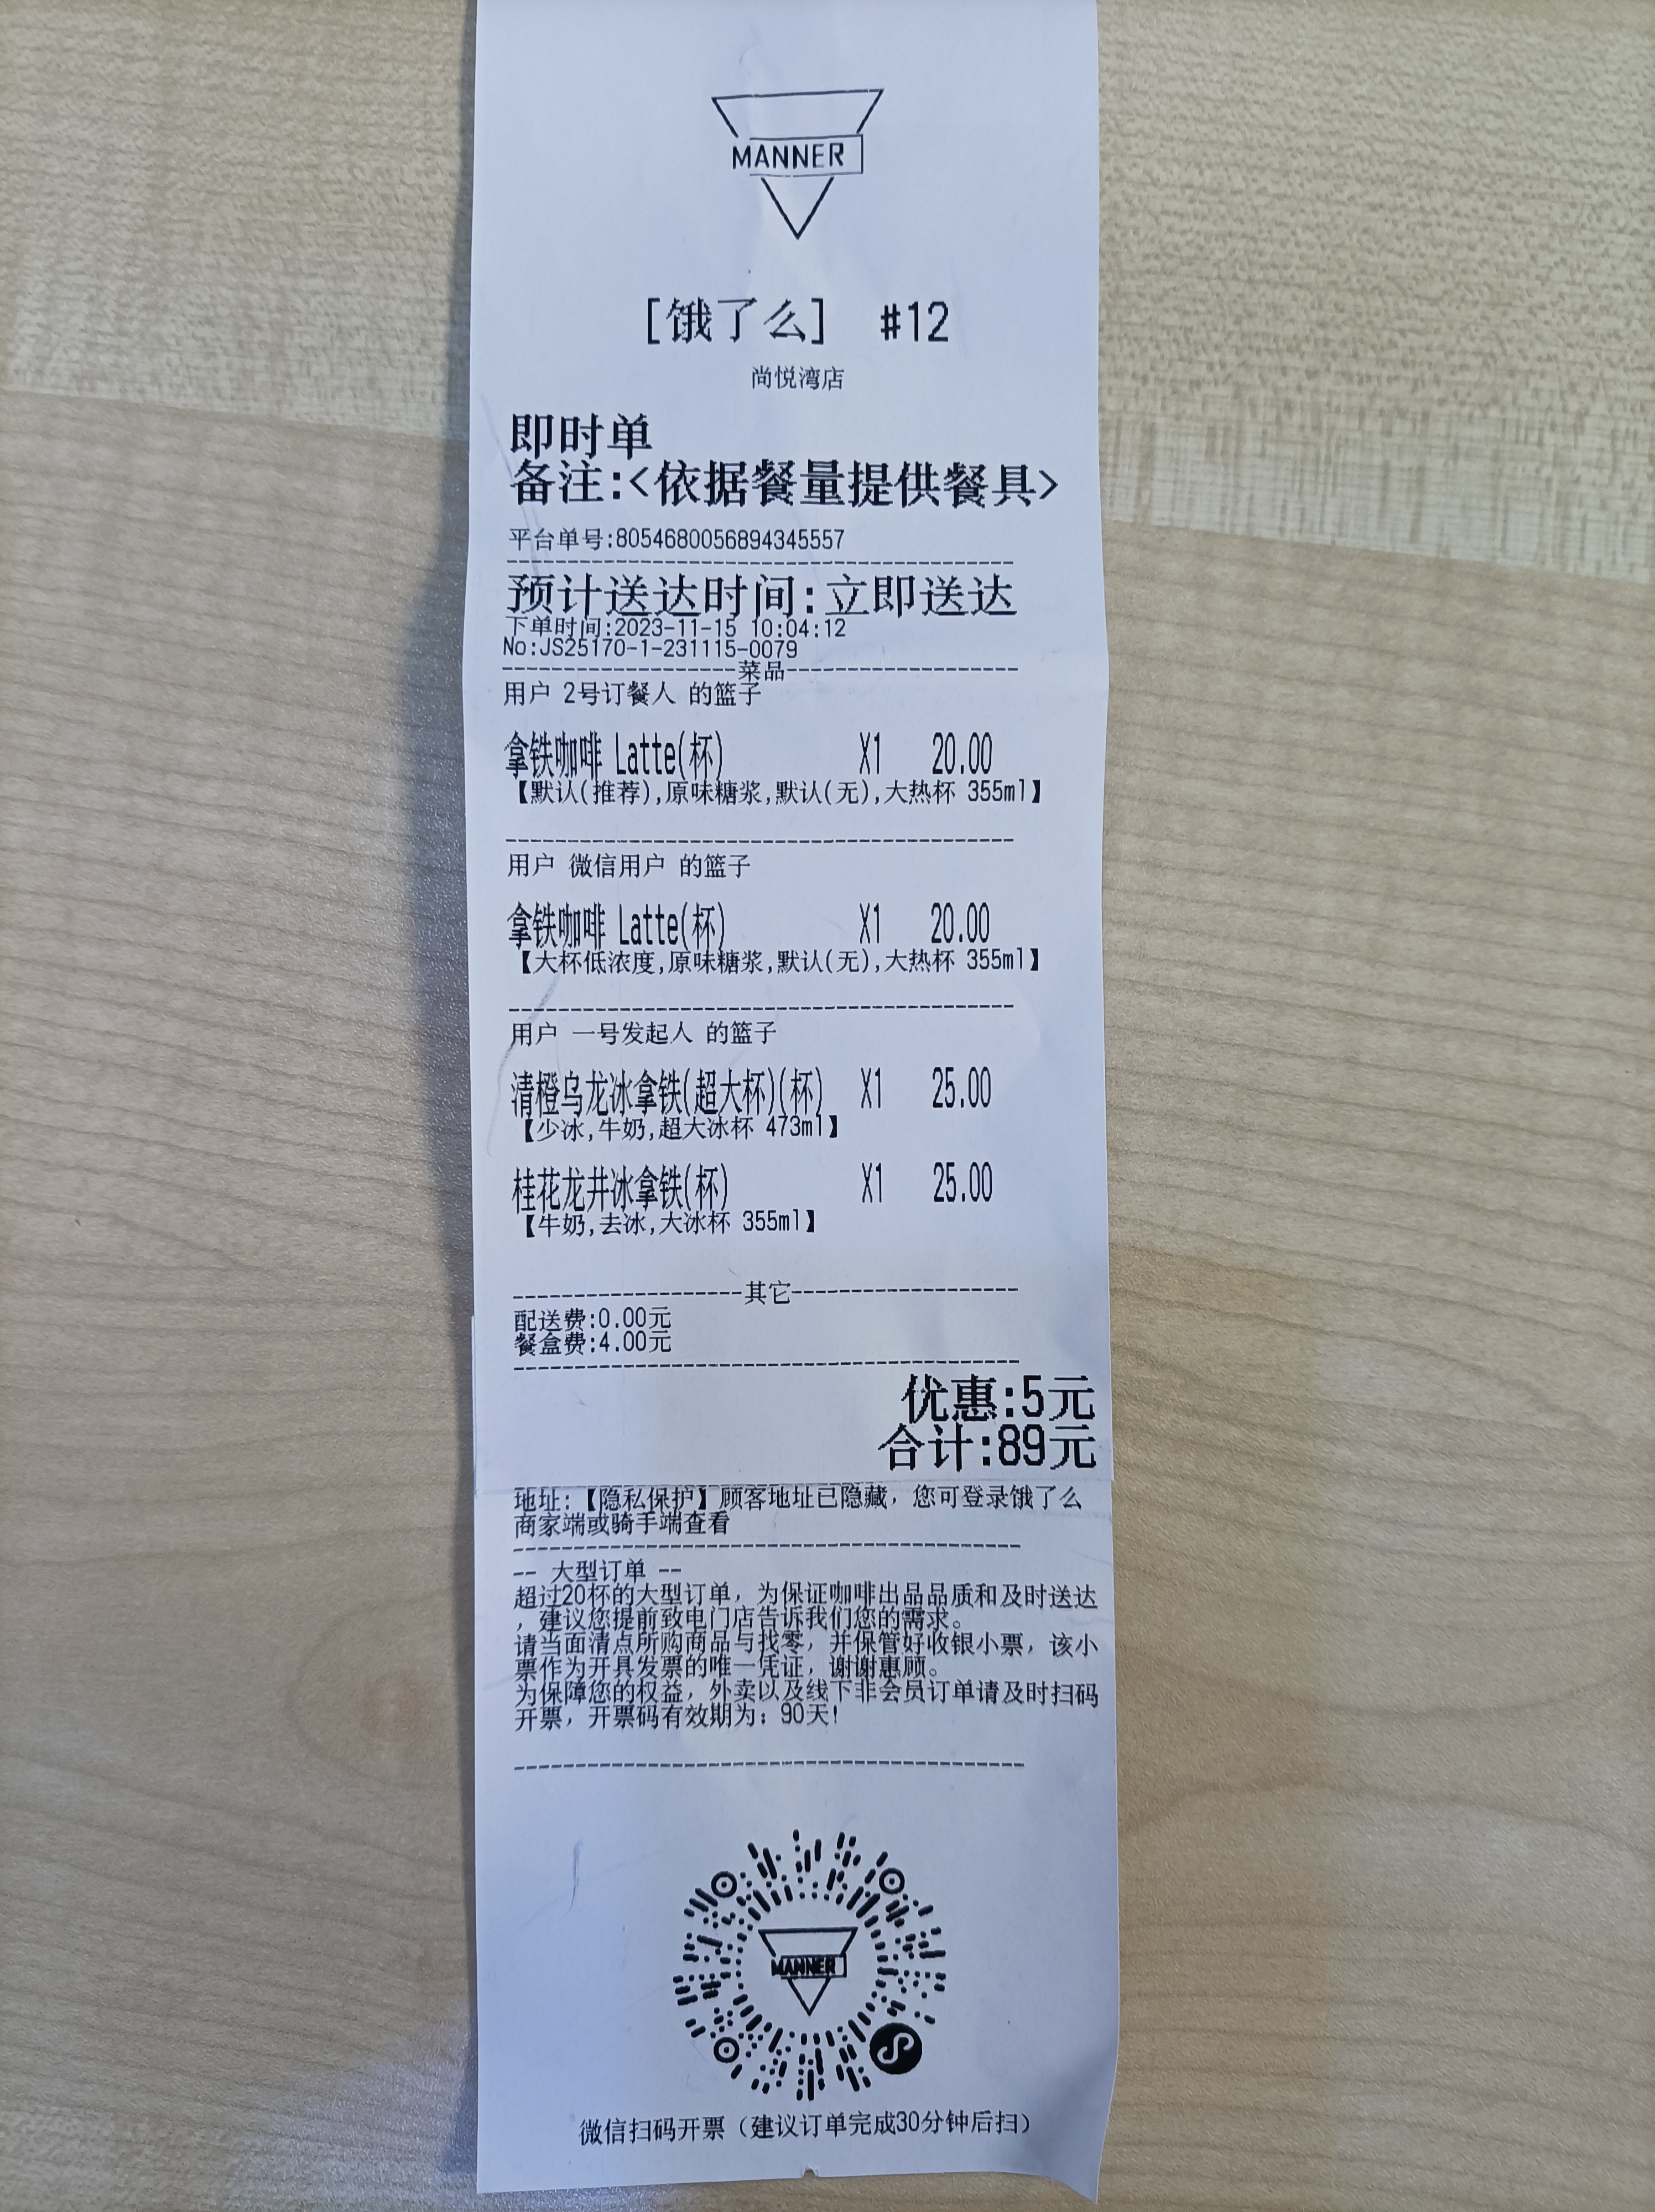 MANNER
[饿了么] #12
尚悦湾店
即时单
备注:<依据餐量提供餐具>
平台单号:8054680056894345557
预计送达时间:立即送达
下单时间:2023-11-15 10:04:12
No:JS25170-1-231115-0079
菜品
用户 2号订餐人 的篮子
拿铁咖啡 Latte(杯) X1 20.00
【默认(推荐),原味糖浆,默认(无),大热杯 355ml】
用户 微信用户 的篮子
拿铁咖啡 Latte(杯) X1 20.00
【大杯低浓度,原味糖浆,默认(无),大热杯 355ml】
用户 一号发起人 的篮子
清橙乌龙冰拿铁(超大杯)(杯) X1 25.00
【少冰,牛奶,超大冰杯 473ml】
桂花龙井冰拿铁(杯) X1 25.00
【牛奶,去冰,大冰杯 355ml】
其它
配送费:0.00元
餐盒费:4.00元
优惠:5元
合计:89元
地址:【隐私保护】顾客地址已隐藏，您可登录饿了么
商家端或骑手端查看
-- 大型订单 --
超过20杯的大型订单，为保证咖啡出品品质和及时送达
，建议您提前致电门店告诉我们您的需求。
请当面清点所购商品与找零，并保管好收银小票，该小
票作为开具发票的唯一凭证，谢谢惠顾。
为保障您的权益，外卖以及线下非会员订单请及时扫码
开票，开票码有效期为：90天!
MANNER
微信扫码开票（建议订单完成30分钟后扫）